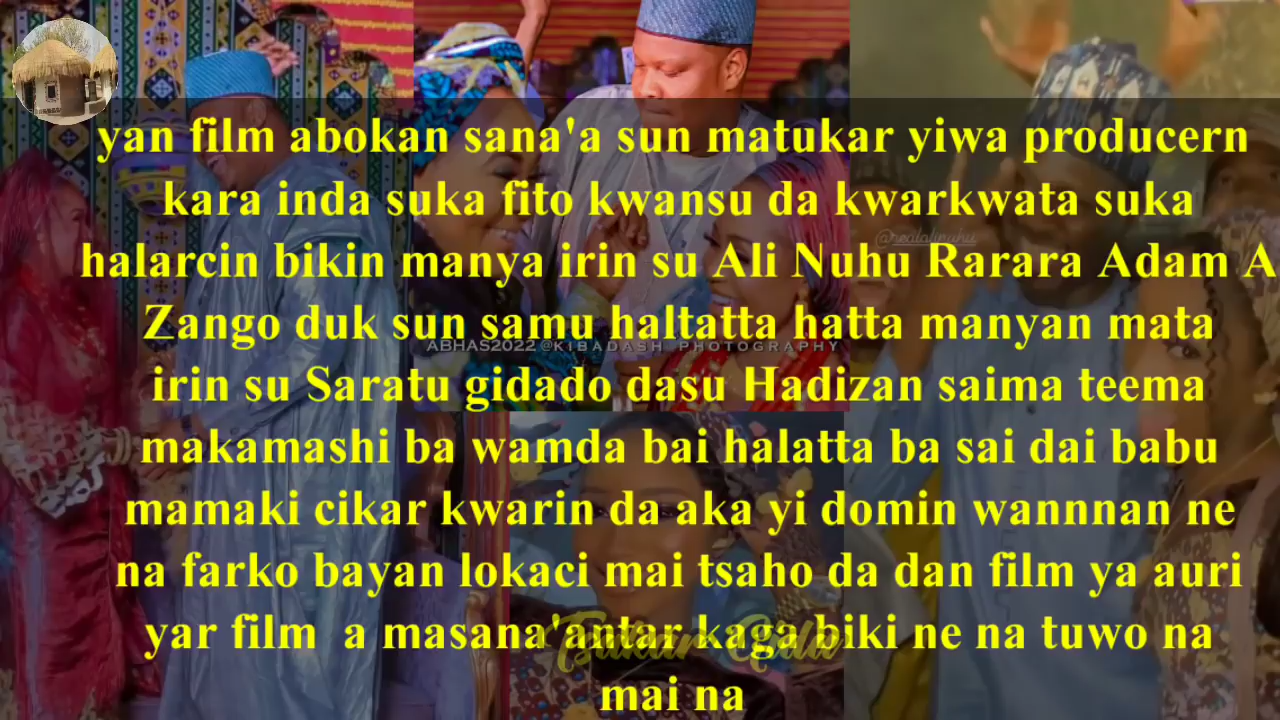 yan film abokan sana'a sun matukar yiwa producern
kara inda suka fito kwansu da kwarkwata suka
halarcin bikin manya irin su Ali Nuhu Rarara Adam A
Zango duk sun samu haltatta hatta manyan mata
irin su Saratu gidado dasu Hadizan saima teema
makamashi ba wamda bai halatta ba sai dai babu
mamaki cikar kwarin da aka yi domin wannnan ne
na farko bayan lokaci mai tsaho da dan film ya auri
yar film a masana'antar kaga biki ne na tuwo na
mai na
@realalinuhu
ABHAS2022 @KIBADASH PHOTOGRAPHY